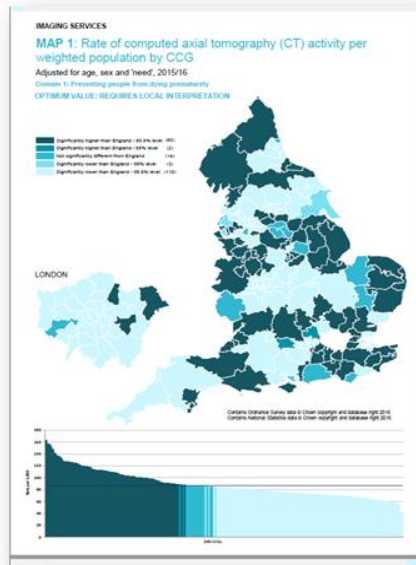 IMAGING SERVICES
MAP 1: Rate of computed axial tomography (CT) activity per
weighted population by CCG
Adjusted for age, sex and 'need', 2015/16
Domain 1: Preventing people from dying prematurely
OPTIMUM VALUE: REQUIRES LOCAL INTERPRETATION
Significantly higher than England - 99.8% level
Significantly higher than England - 95% level
Not significantly different from England
Significantly lower than England - 95% level
Significantly lower than England - 99.8% level
LONDON
Contains Ordnance Survey data © Crown copyright and database right 2016
Contains National Statistics data © Crown copyright and database right 2016